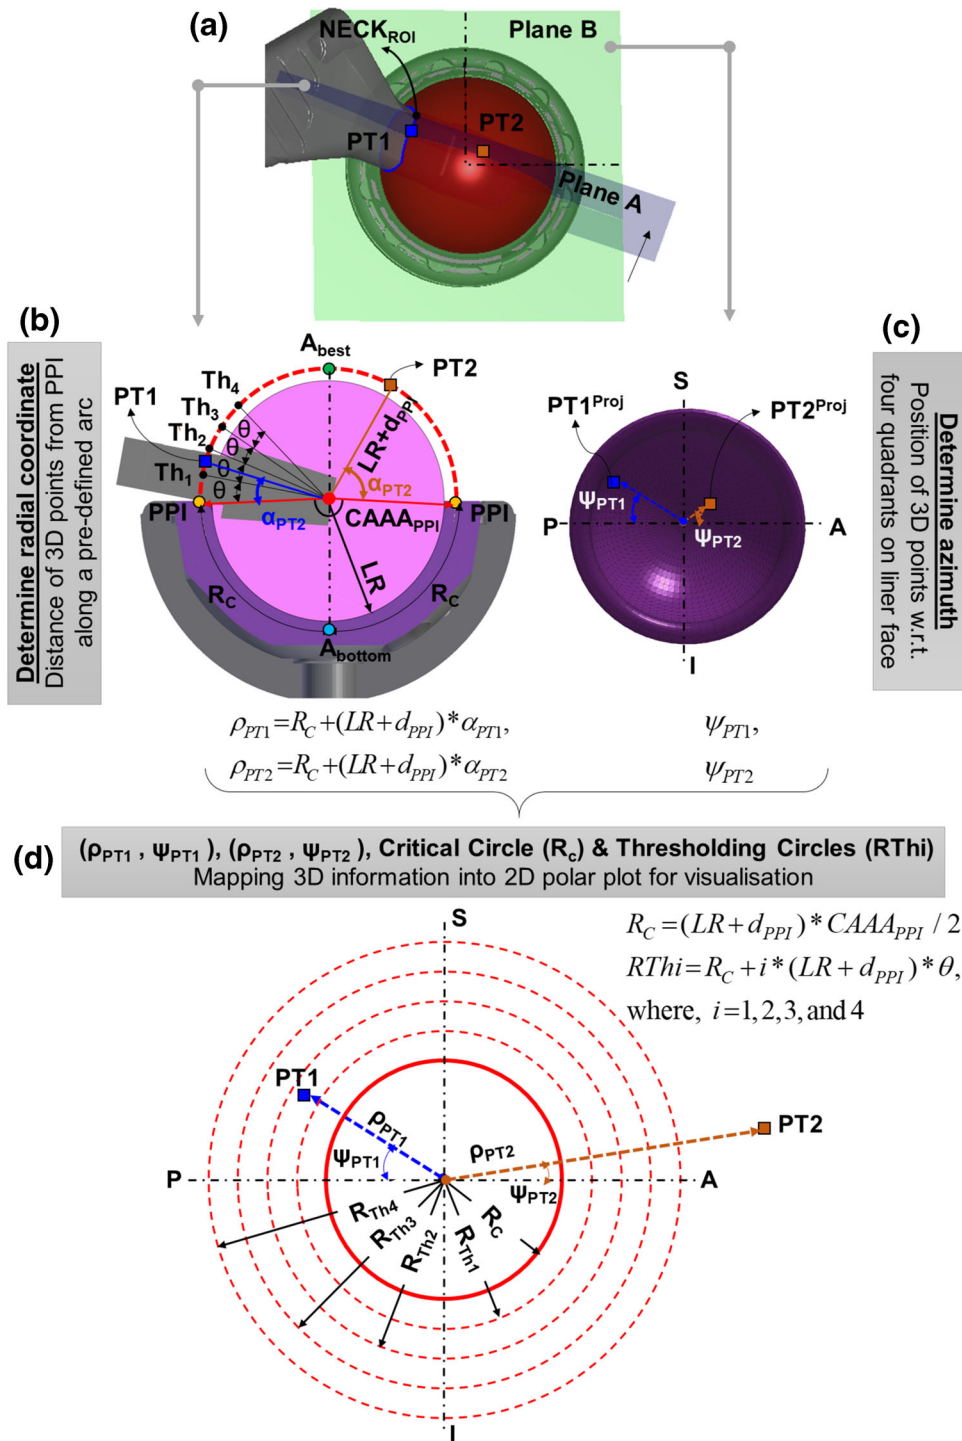 (a)
NECK_ROI
Plane B
PT1
PT2
Plane A
(b)
Determine radial coordinate
Distance of 3D points from PPI
along a pre-defined arc
A_best
PT2
PT1
Th_4
Th_3
Th_2
Th_1
θ
θ
θ
θ
LR+d_PPI
α_PT2
α_PT2
PPI
CAAA_PPI
PPI
LR
R_C
R_C
A_bottom
(c)
Determine azimuth
Position of 3D points w.r.t.
four quadrants on liner face
S
PT1^Proj
PT2^Proj
Ψ_PT1
Ψ_PT2
P
A
I
ρ_PT1=R_C+(LR+d_PPI)*α_PT1,
ψ_PT1,
ρ_PT2=R_C+(LR+d_PPI)*α_PT2
ψ_PT2
(d)
(ρ_PT1 , Ψ_PT1), (ρ_PT2 , Ψ_PT2), Critical Circle (R_c) & Thresholding Circles (RThi)
Mapping 3D information into 2D polar plot for visualisation
R_C=(LR+d_PPI)*CAAA_PPI / 2
RThi=R_C+i*(LR+d_PPI)*θ,
where, i=1,2,3,and 4
S
PT1
PT2
ρ_PT1
ρ_PT2
Ψ_PT1
Ψ_PT2
P
A
R_Th4
R_Th3
R_Th2
R_Th1
R_C
I